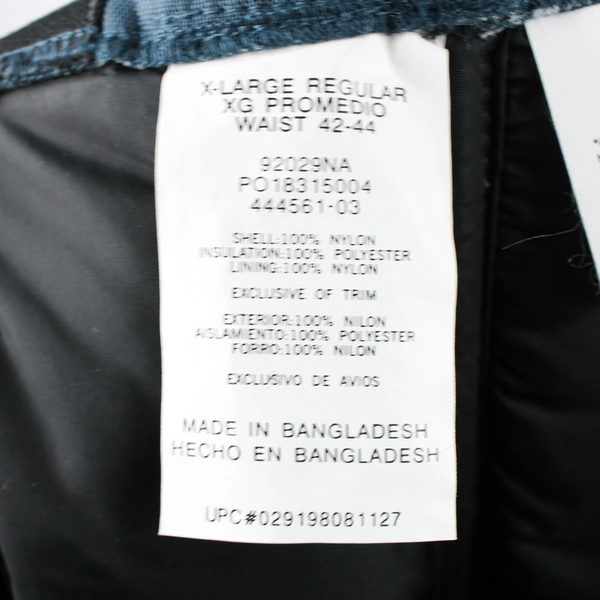 X-LARGE REGULAR
XG PROMEDIO
WAIST 42-44
92029NA
PO18315004
444561-03
SHELL:100% NYLON
INSULATION:100% POLYESTER
LINING:100% NYLON
EXCLUSIVE OF TRIM
EXTERIOR:100% NILON
AISLAMIENTO:100% POLYESTER
FORRO:100% NILON
EXCLUSIVO DE AVIOS
MADE IN BANGLADESH
HECHO EN BANGLADESH
UPC#029198081127